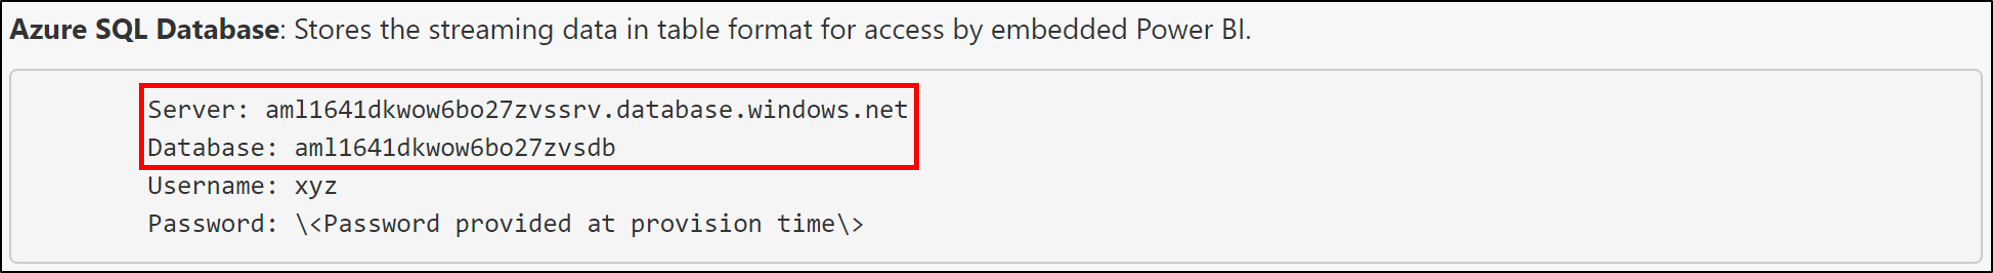 Azure SQL Database: Stores the streaming data in table format for access by embedded Power BI.
Server: aml1641dkwow6bo27zvssrv.database.windows.net
Database: aml1641dkwow6bo27zvsdb
Username: xyz
Password: \<Password provided at provision time\>